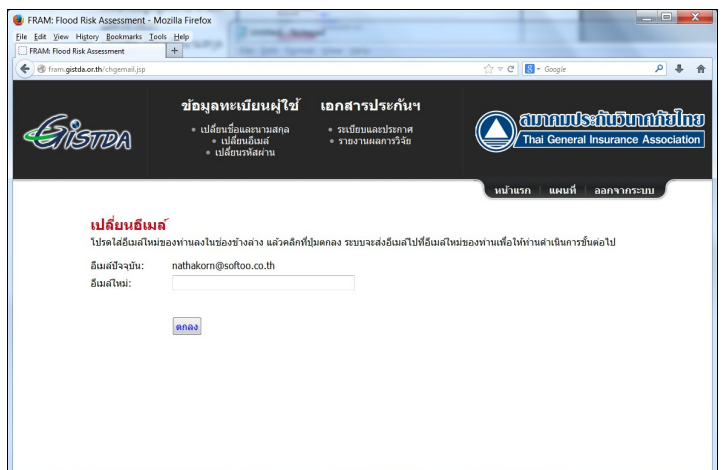 FRAM: Flood Risk Assessment - Mozilla Firefox
File Edit View History Bookmarks Tools Help
FRAM: Flood Risk Assessment +
fram.gistda.or.th/chgemail.jsp
Google
GISTDA
ข้อมูลทะเบียนผู้ใช้
เปลี่ยนชื่อและนามสกุล
เปลี่ยนอีเมล์
เปลี่ยนรหัสผ่าน
เอกสารประกันฯ
ระเบียบและประกาศ
รายงานผลการวิจัย
สมาคมประกันวินาศภัยไทย
Thai General Insurance Association
หน้าแรก แผนที่ ออกจากระบบ
เปลี่ยนอีเมล์
โปรดใส่อีเมล์ใหม่ของท่านลงในช่องข้างล่าง แล้วคลิกที่ปุ่มตกลง ระบบจะส่งอีเมล์ไปที่อีเมล์ใหม่ของท่านเพื่อให้ท่านดำเนินการขั้นต่อไป
อีเมล์ปัจจุบัน: nathakorn@softoo.co.th
อีเมล์ใหม่:
ตกลง